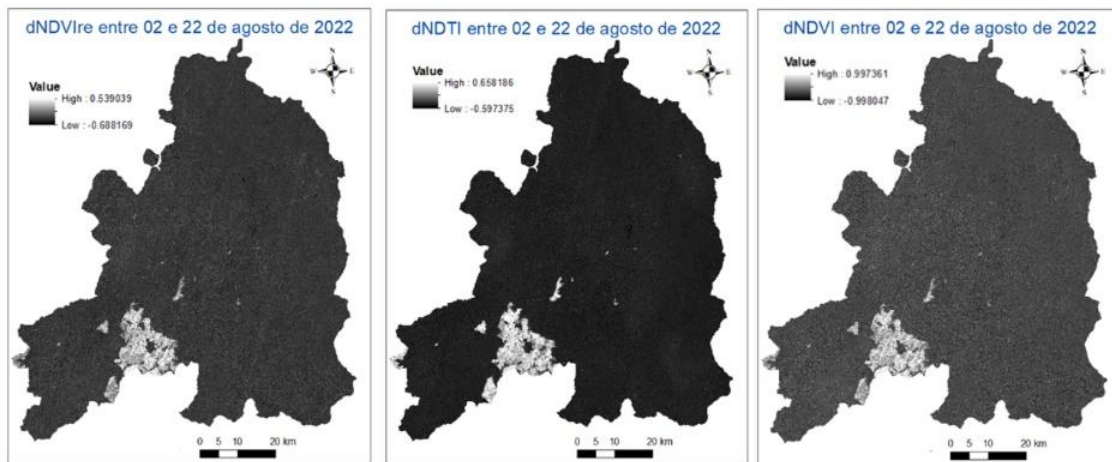 dNDVIre entre 02 e 22 de agosto de 2022
N
W
E
S
Value
High : 0.539039
Low : -0.688169
0 5 10 20 km
dNDTI entre 02 e 22 de agosto de 2022
N
W
E
S
Value
High : 0.658186
Low : -0.597375
0 5 10 20 km
dNDVI entre 02 e 22 de agosto de 2022
N
W
E
S
Value
High : 0.997361
Low : -0.998047
0 5 10 20 km